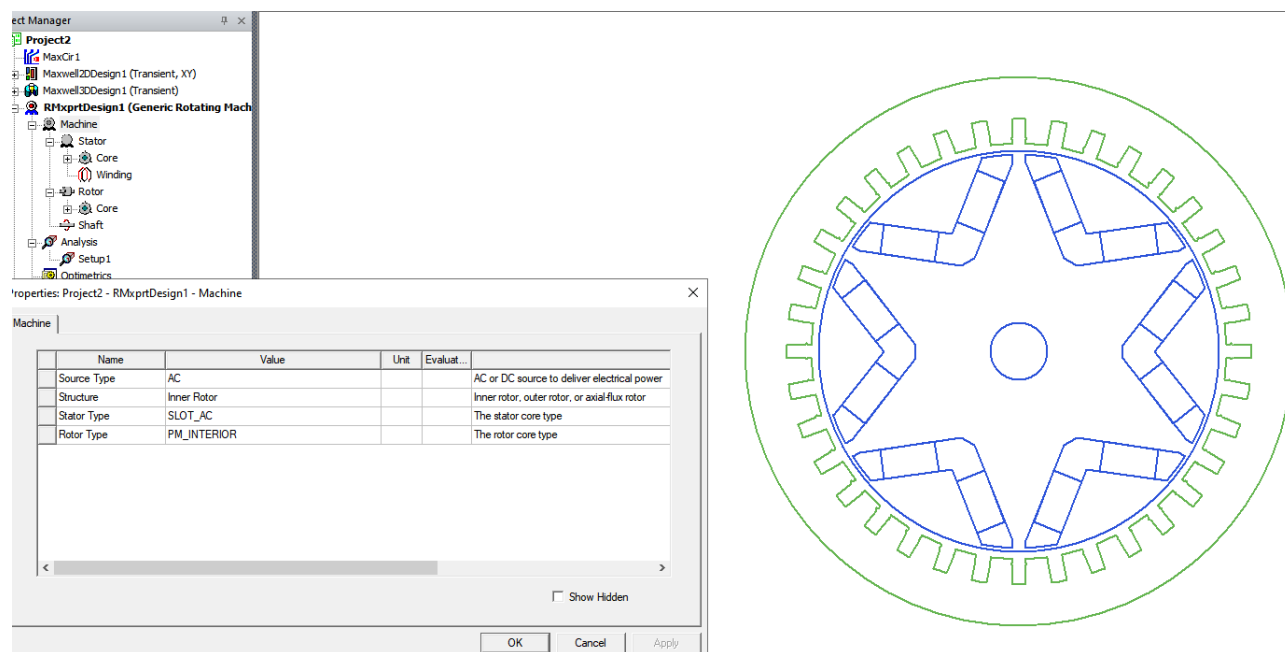 ect Manager
Project2
MaxCir1
Maxwell2DDesign1 (Transient, XY)
Maxwell3DDesign1 (Transient)
RMxprtDesign1 (Generic Rotating Mach
Machine
Stator
Core
Winding
Rotor
Core
Shaft
Analysis
Setup1
Optimetrics
Properties: Project2 - RMxprtDesign1 - Machine
Machine
Name Value Unit Evaluat...
Source Type AC AC or DC source to deliver electrical power
Structure Inner Rotor Inner rotor, outer rotor, or axial-flux rotor
Stator Type SLOT_AC The stator core type
Rotor Type PM_INTERIOR The rotor core type
Show Hidden
OK Cancel Apply